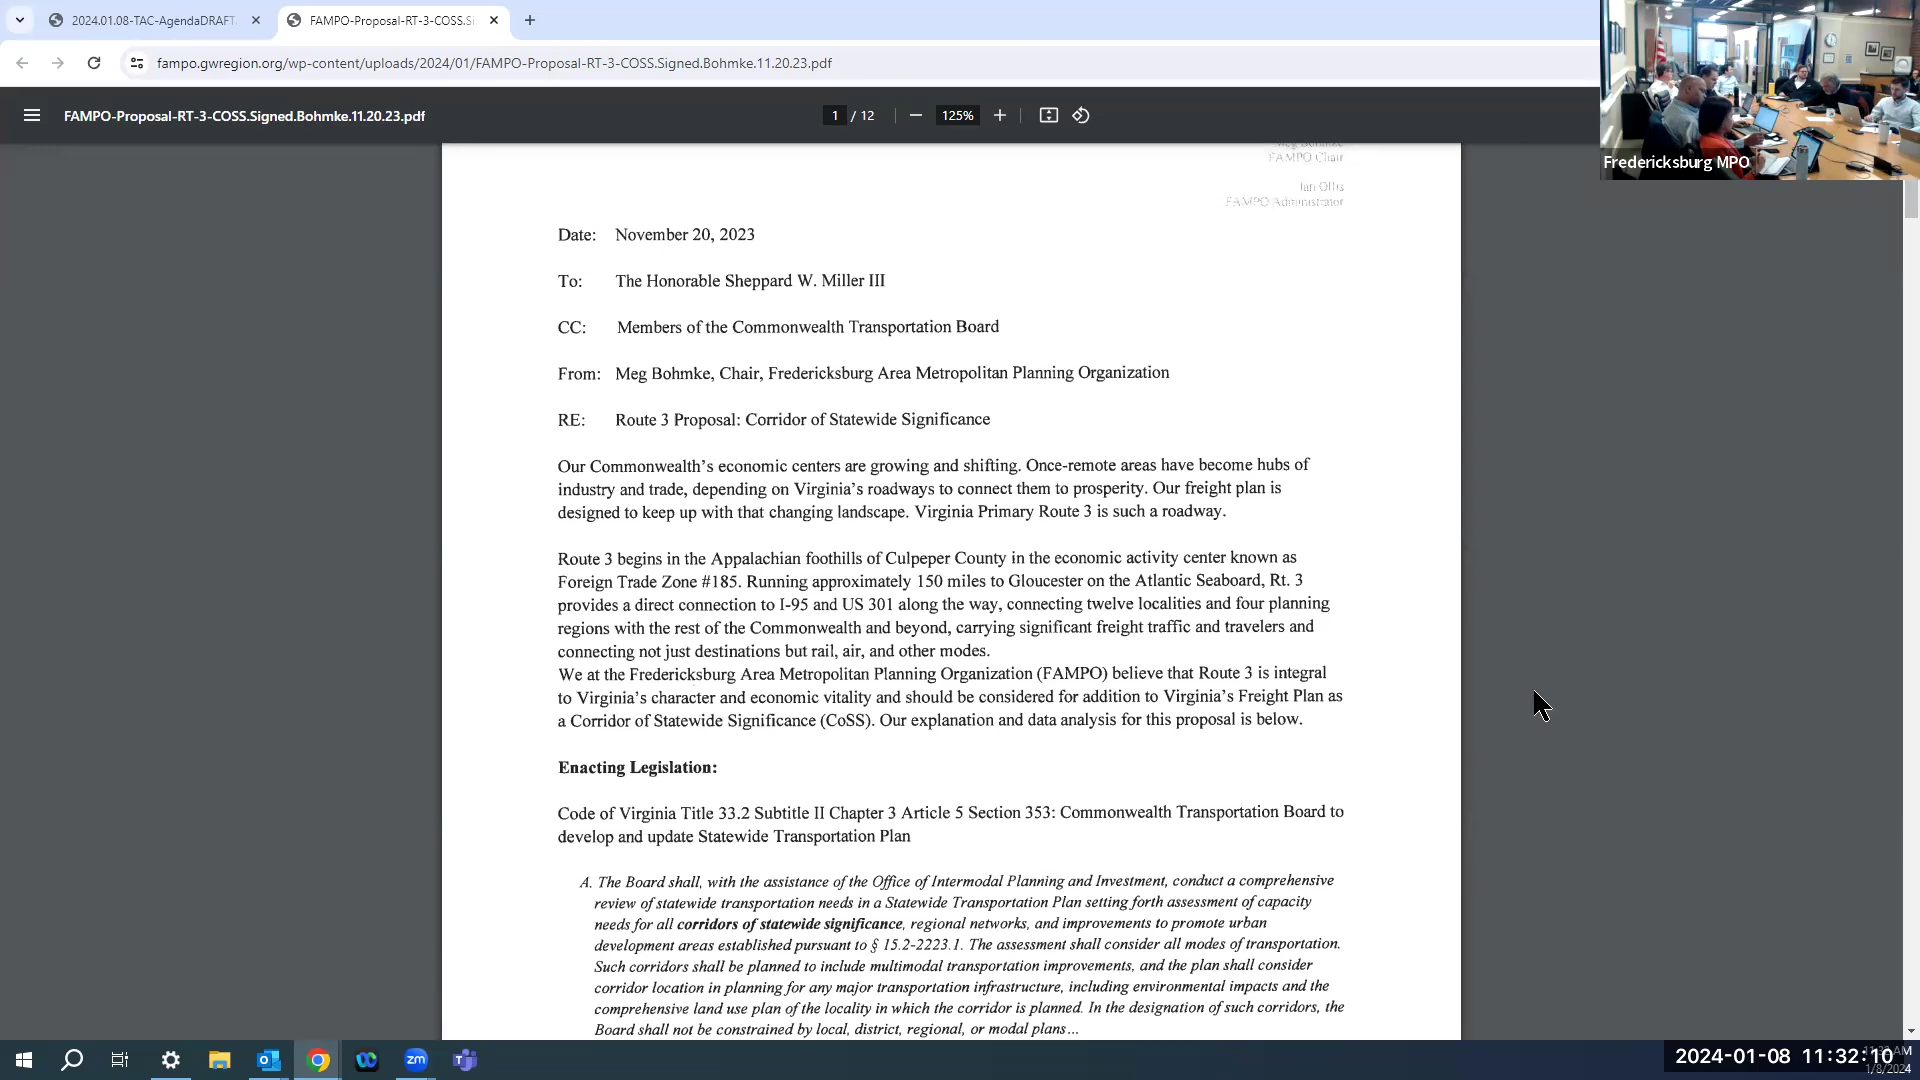 2024.01.08-TAC-AgendaDRAFT
FAMPO-Proposal-RT-3-COSS.Si
fampo.gwregion.org/wp-content/uploads/2024/01/FAMPO-Proposal-RT-3-COSS.Signed.Bohmke.11.20.23.pdf
FAMPO-Proposal-RT-3-COSS.Signed.Bohmke.11.20.23.pdf
1 / 12
125%
Fredericksburg MPO
Meg Bohmke
FAMPO Chair
Ian Ollis
FAMPO Administrator
Date: November 20, 2023
To: The Honorable Sheppard W. Miller III
CC: Members of the Commonwealth Transportation Board
From: Meg Bohmke, Chair, Fredericksburg Area Metropolitan Planning Organization
RE: Route 3 Proposal: Corridor of Statewide Significance
Our Commonwealth's economic centers are growing and shifting. Once-remote areas have become hubs of
industry and trade, depending on Virginia's roadways to connect them to prosperity. Our freight plan is
designed to keep up with that changing landscape. Virginia Primary Route 3 is such a roadway.
Route 3 begins in the Appalachian foothills of Culpeper County in the economic activity center known as
Foreign Trade Zone #185. Running approximately 150 miles to Gloucester on the Atlantic Seaboard, Rt. 3
provides a direct connection to I-95 and US 301 along the way, connecting twelve localities and four planning
regions with the rest of the Commonwealth and beyond, carrying significant freight traffic and travelers and
connecting not just destinations but rail, air, and other modes.
We at the Fredericksburg Area Metropolitan Planning Organization (FAMPO) believe that Route 3 is integral
to Virginia's character and economic vitality and should be considered for addition to Virginia's Freight Plan as
a Corridor of Statewide Significance (CoSS). Our explanation and data analysis for this proposal is below.
Enacting Legislation:
Code of Virginia Title 33.2 Subtitle II Chapter 3 Article 5 Section 353: Commonwealth Transportation Board to
develop and update Statewide Transportation Plan
A. The Board shall, with the assistance of the Office of Intermodal Planning and Investment, conduct a comprehensive
review of statewide transportation needs in a Statewide Transportation Plan setting forth assessment of capacity
needs for all corridors of statewide significance, regional networks, and improvements to promote urban
development areas established pursuant to § 15.2-2223.1. The assessment shall consider all modes of transportation.
Such corridors shall be planned to include multimodal transportation improvements, and the plan shall consider
corridor location in planning for any major transportation infrastructure, including environmental impacts and the
comprehensive land use plan of the locality in which the corridor is planned. In the designation of such corridors, the
Board shall not be constrained by local, district, regional, or modal plans...
zm
2024-01-08 11:32:10
1/8/2024